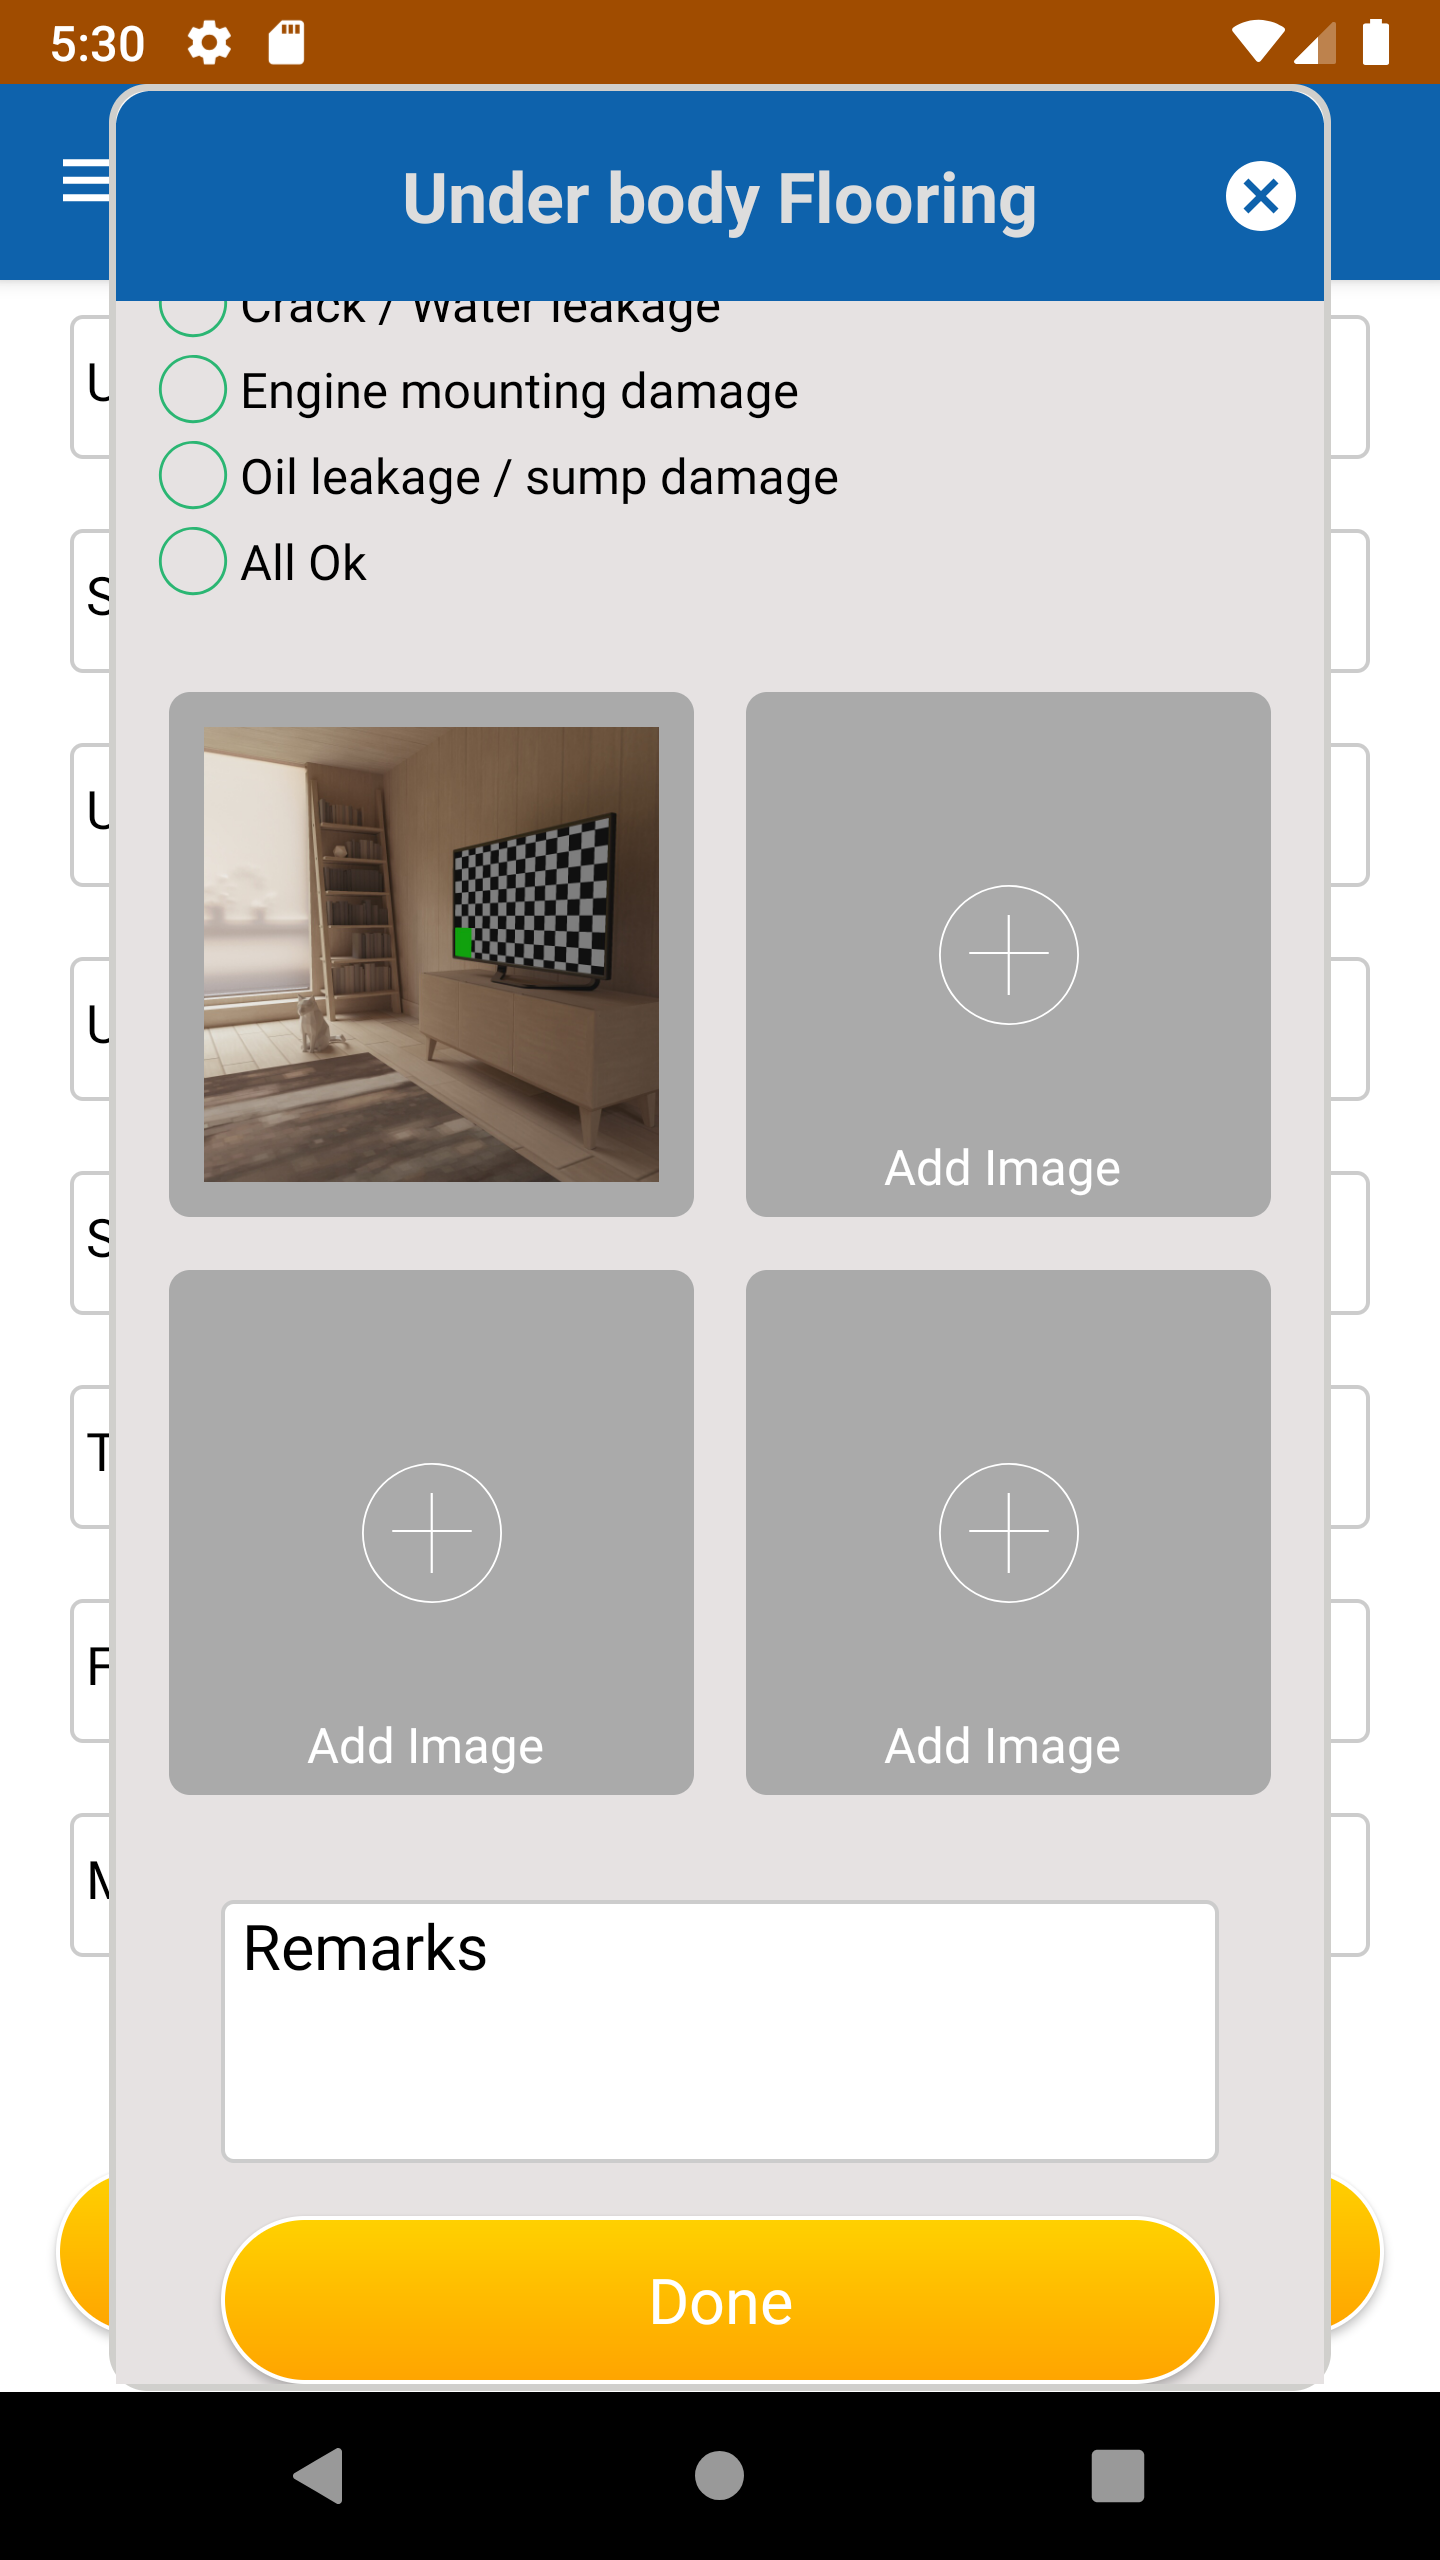 5:30
Under body Flooring
Crack / Water leakage
Engine mounting damage
Oil leakage / sump damage
All Ok
Add Image
Add Image
Add Image
Remarks
Done
U
S
U
U
S
T
F
M